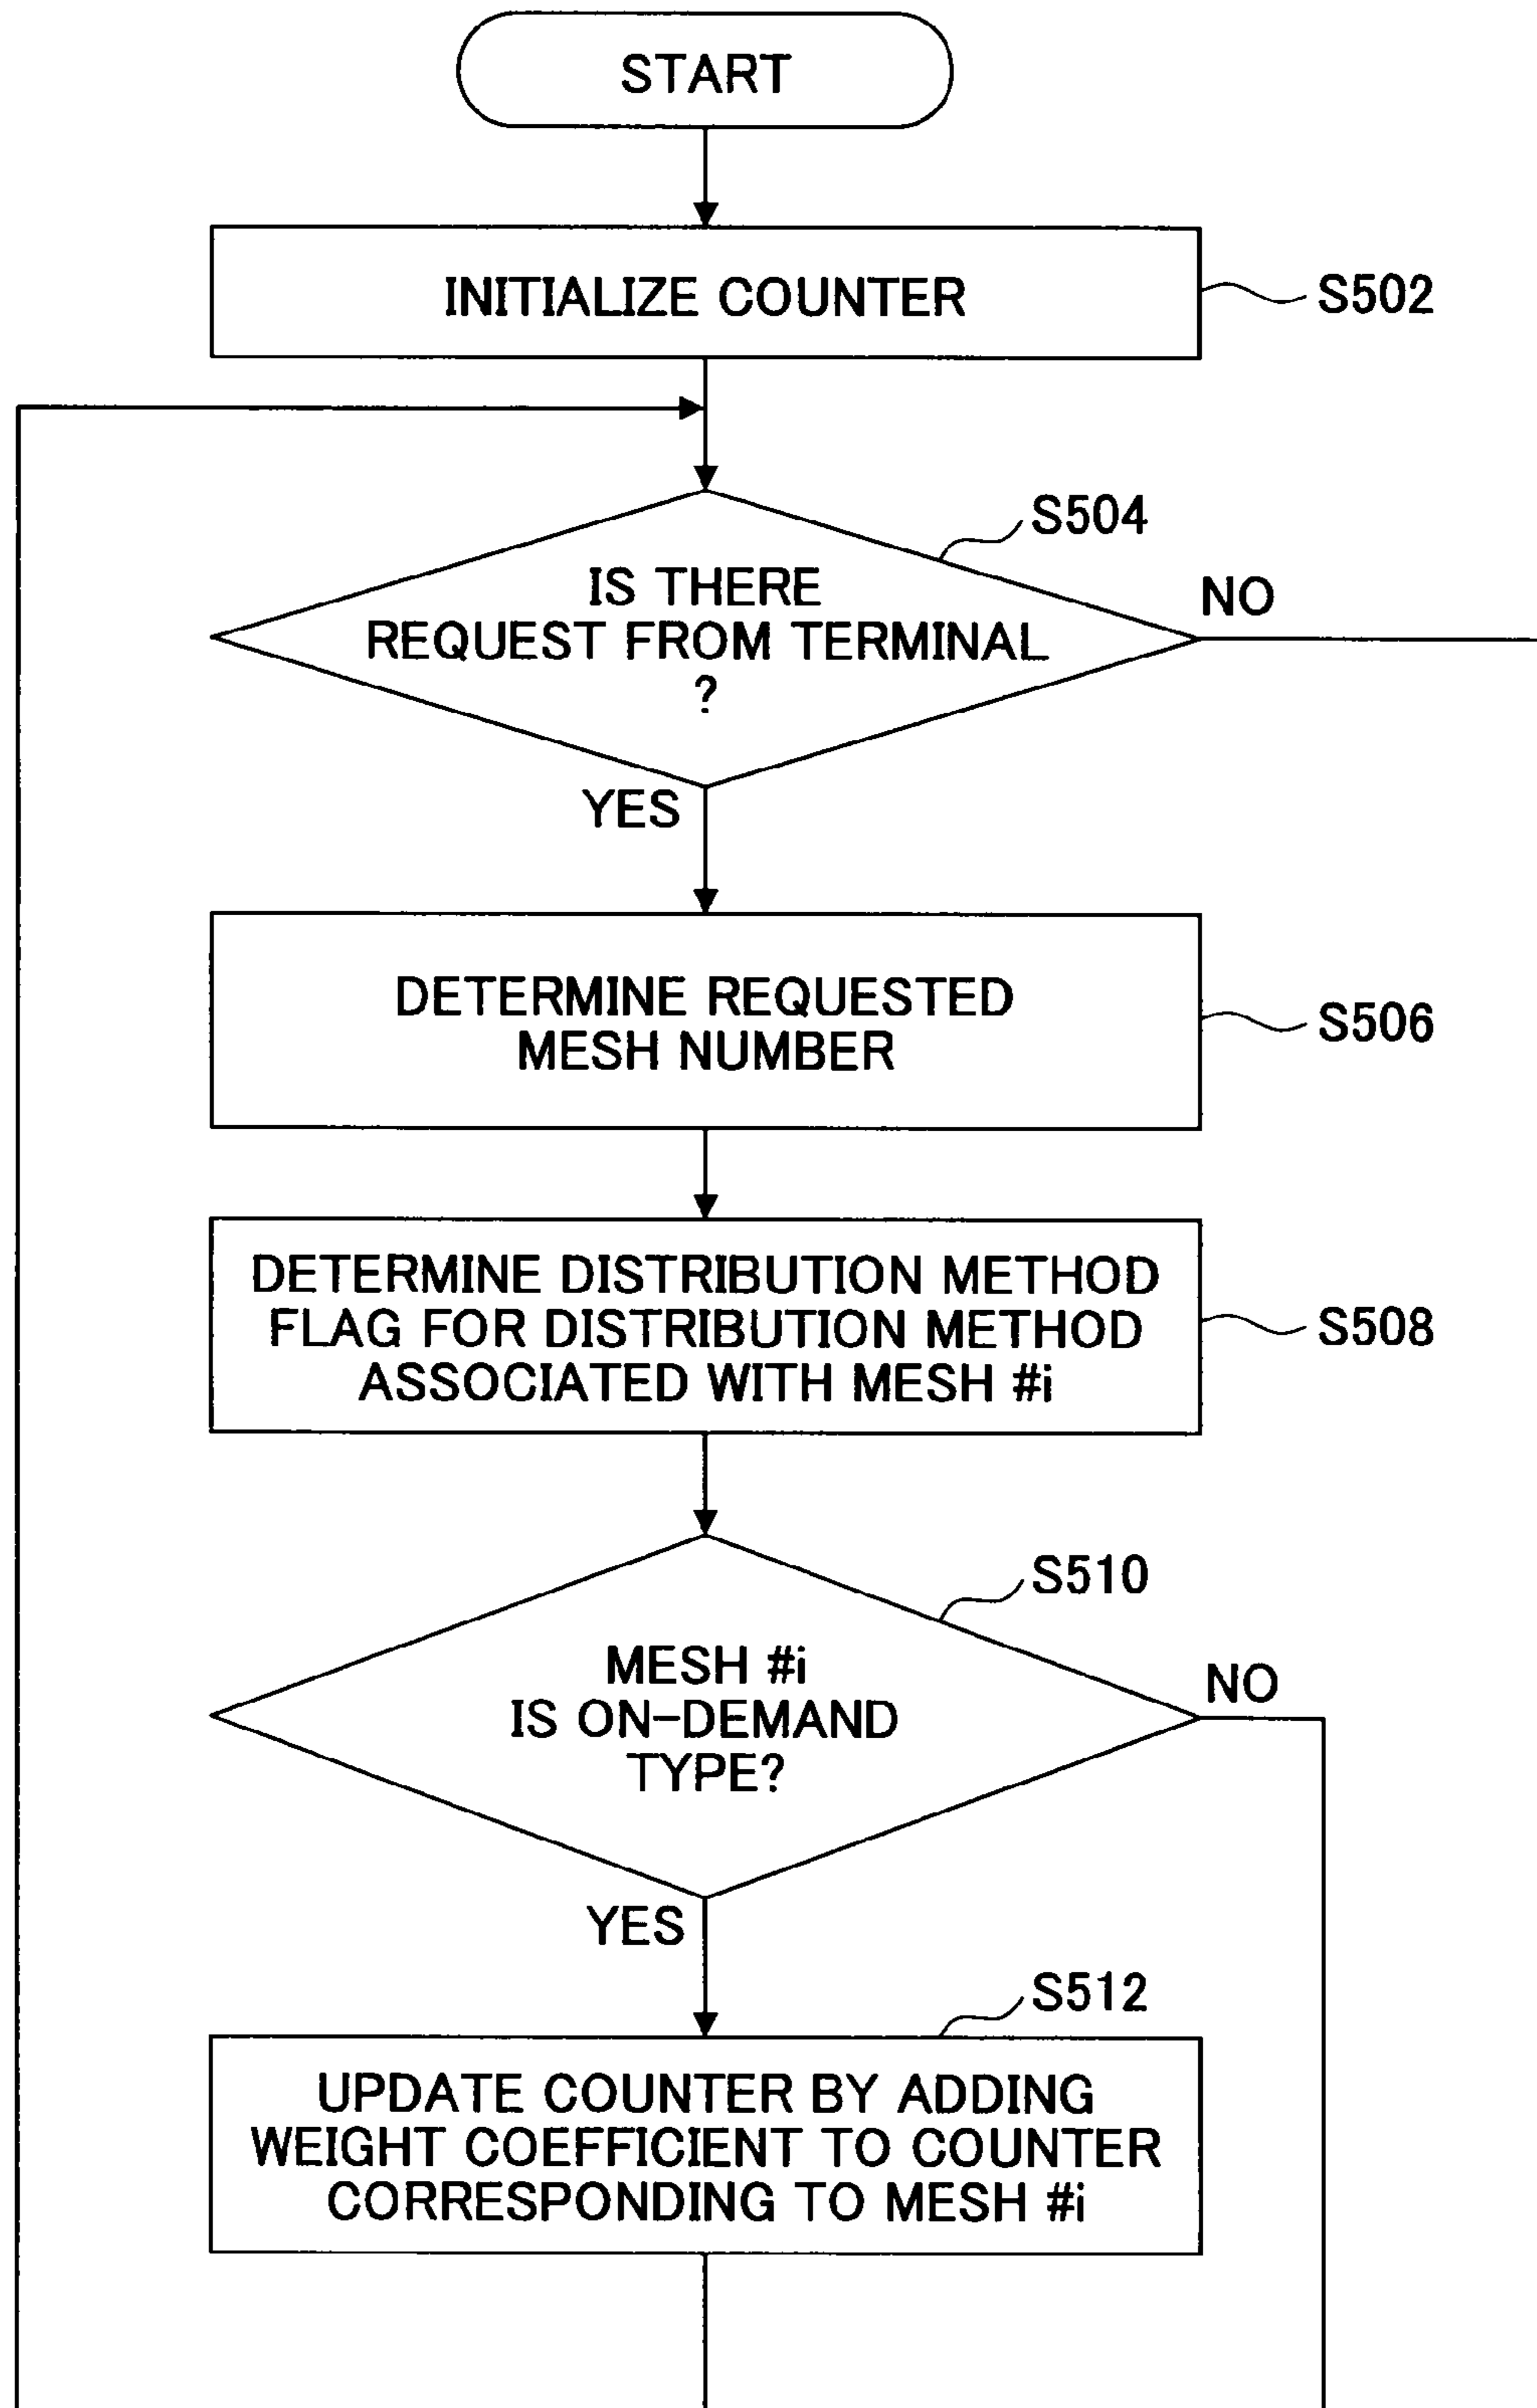 START
INITIALIZE COUNTER
S502
S504
IS THERE
REQUEST FROM TERMINAL
?
NO
YES
DETERMINE REQUESTED
MESH NUMBER
S506
DETERMINE DISTRIBUTION METHOD
FLAG FOR DISTRIBUTION METHOD
ASSOCIATED WITH MESH #i
S508
S510
MESH #i
IS ON-DEMAND
TYPE?
NO
YES
S512
UPDATE COUNTER BY ADDING
WEIGHT COEFFICIENT TO COUNTER
CORRESPONDING TO MESH #i